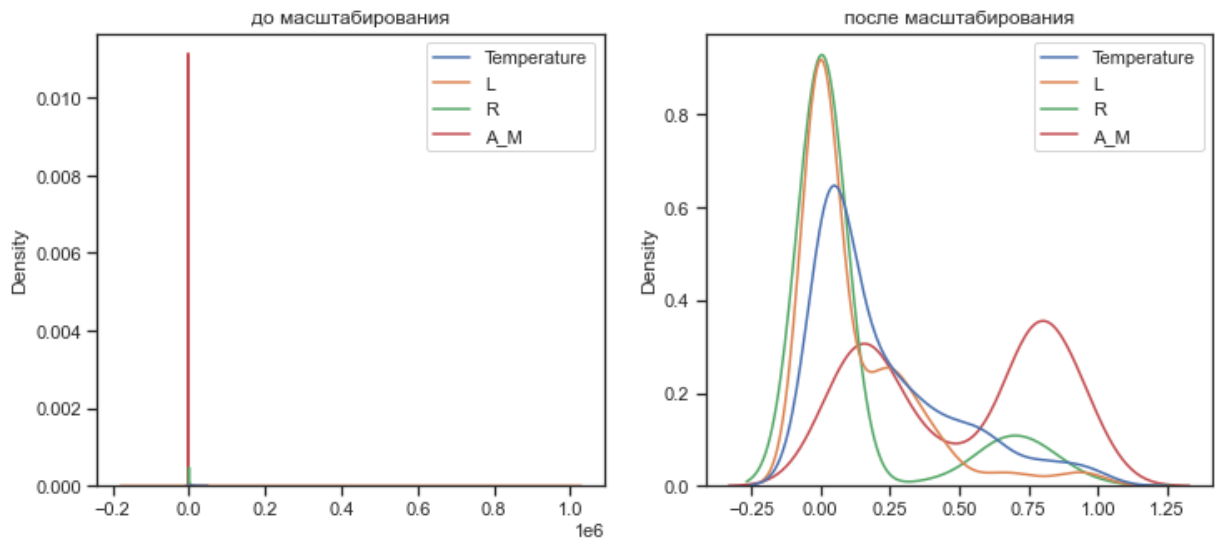 до масштабирования
Temperature
L
R
A_M
0.010
0.008
0.006
0.004
0.002
0.000
Density
−0.2
0.0
0.2
0.4
0.6
0.8
1.0
1e6
после масштабирования
Temperature
L
R
A_M
0.8
0.6
0.4
0.2
0.0
Density
−0.25
0.00
0.25
0.50
0.75
1.00
1.25